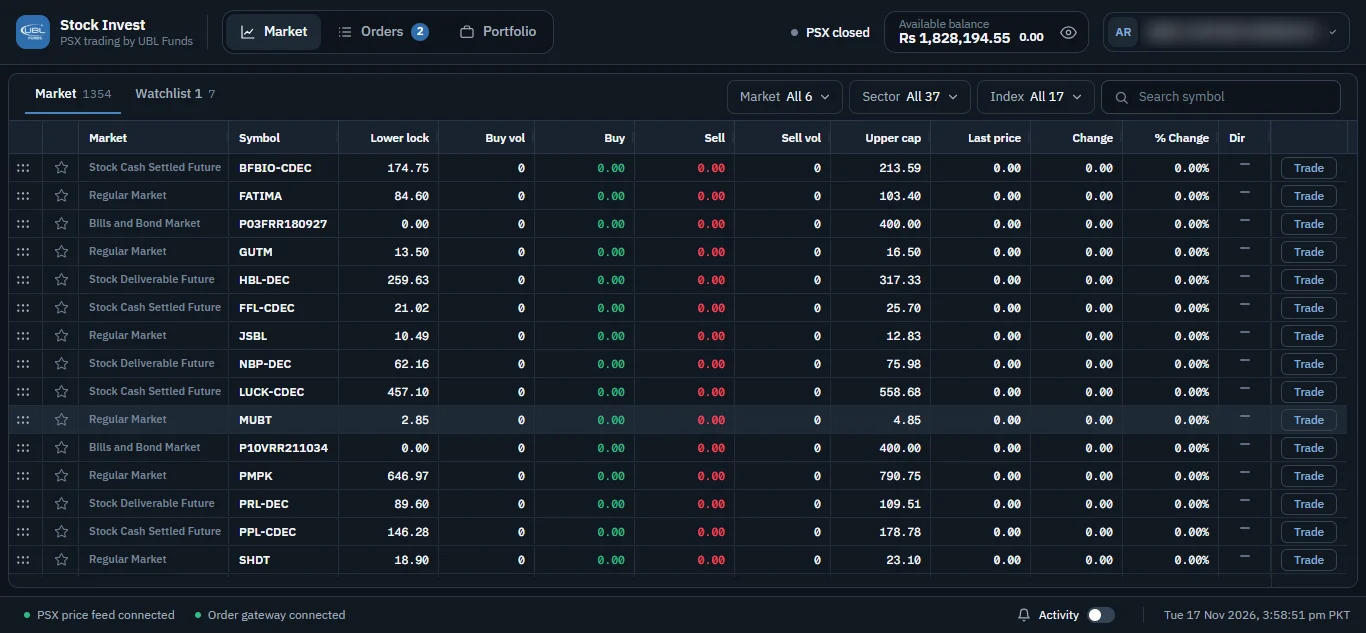 UBL FUNDS
Stock Invest
PSX trading by UBL Funds
Market
Orders 2
Portfolio
PSX closed
Available balance
Rs 1,828,194.55 0.00
AR
Market 1354
Watchlist 1 7
Market All 6
Sector All 37
Index All 17
Search symbol
Market Symbol Lower lock Buy vol Buy Sell Sell vol Upper cap Last price Change % Change Dir
Stock Cash Settled Future BFBIO-CDEC 174.75 0 0.00 0.00 0 213.59 0.00 0.00 0.00% — Trade
Regular Market FATIMA 84.60 0 0.00 0.00 0 103.40 0.00 0.00 0.00% — Trade
Bills and Bond Market P03FRR180927 0.00 0 0.00 0.00 0 400.00 0.00 0.00 0.00% — Trade
Regular Market GUTM 13.50 0 0.00 0.00 0 16.50 0.00 0.00 0.00% — Trade
Stock Deliverable Future HBL-DEC 259.63 0 0.00 0.00 0 317.33 0.00 0.00 0.00% — Trade
Stock Cash Settled Future FFL-CDEC 21.02 0 0.00 0.00 0 25.70 0.00 0.00 0.00% — Trade
Regular Market JSBL 10.49 0 0.00 0.00 0 12.83 0.00 0.00 0.00% — Trade
Stock Deliverable Future NBP-DEC 62.16 0 0.00 0.00 0 75.98 0.00 0.00 0.00% — Trade
Stock Cash Settled Future LUCK-CDEC 457.10 0 0.00 0.00 0 558.68 0.00 0.00 0.00% — Trade
Regular Market MUBT 2.85 0 0.00 0.00 0 4.85 0.00 0.00 0.00% — Trade
Bills and Bond Market P10VRR211034 0.00 0 0.00 0.00 0 400.00 0.00 0.00 0.00% — Trade
Regular Market PMPK 646.97 0 0.00 0.00 0 790.75 0.00 0.00 0.00% — Trade
Stock Deliverable Future PRL-DEC 89.60 0 0.00 0.00 0 109.51 0.00 0.00 0.00% — Trade
Stock Cash Settled Future PPL-CDEC 146.28 0 0.00 0.00 0 178.78 0.00 0.00 0.00% — Trade
Regular Market SHDT 18.90 0 0.00 0.00 0 23.10 0.00 0.00 0.00% — Trade
PSX price feed connected
Order gateway connected
Activity
Tue 17 Nov 2026, 3:58:51 pm PKT